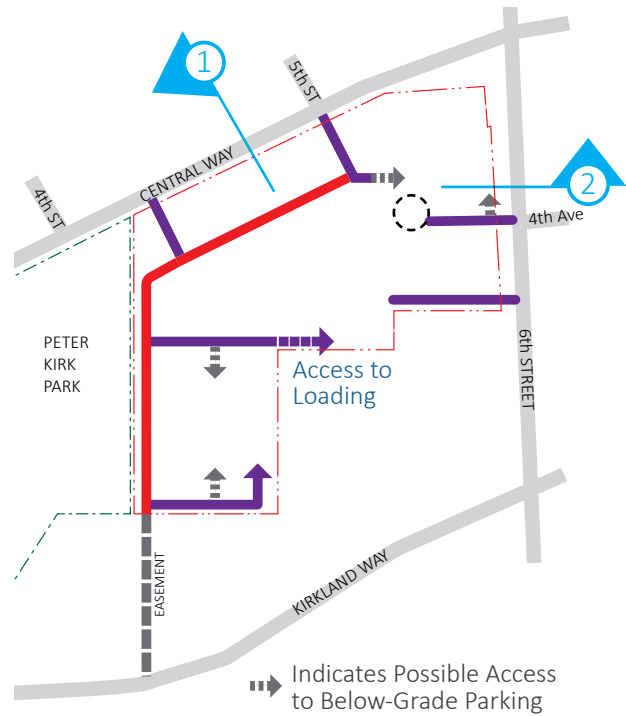 1
5th ST
CENTRAL WAY
4th ST
2
4th Ave
PETER
KIRK
PARK
6th STREET
Access to
Loading
EASEMENT
KIRKLAND WAY
Indicates Possible Access
to Below-Grade Parking